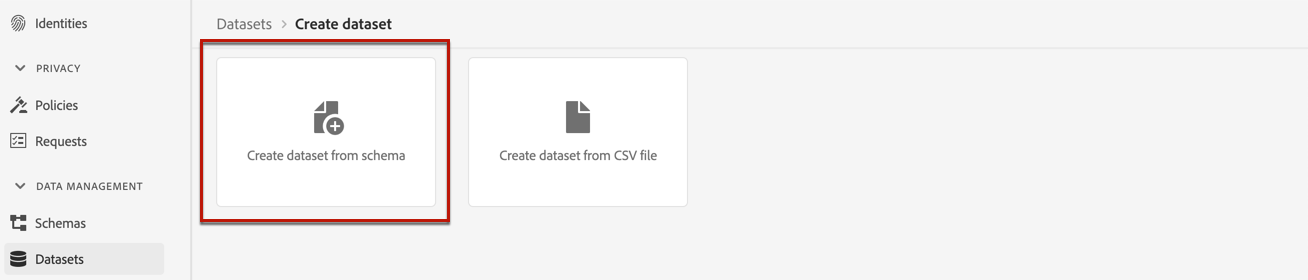 Identities
PRIVACY
Policies
Requests
DATA MANAGEMENT
Schemas
Datasets
Datasets > Create dataset
Create dataset from schema
Create dataset from CSV file